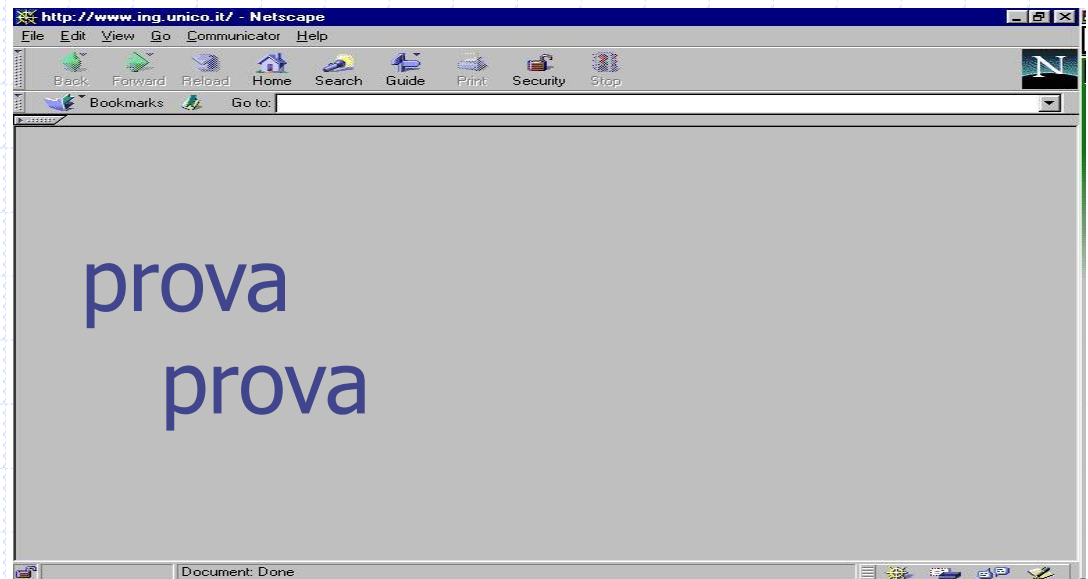 http://www.ing.unico.it/ - Netscape
File Edit View Go Communicator Help
Back Forward Reload Home Search Guide Print Security Stop
N
Bookmarks Go to:
prova
prova
Document: Done